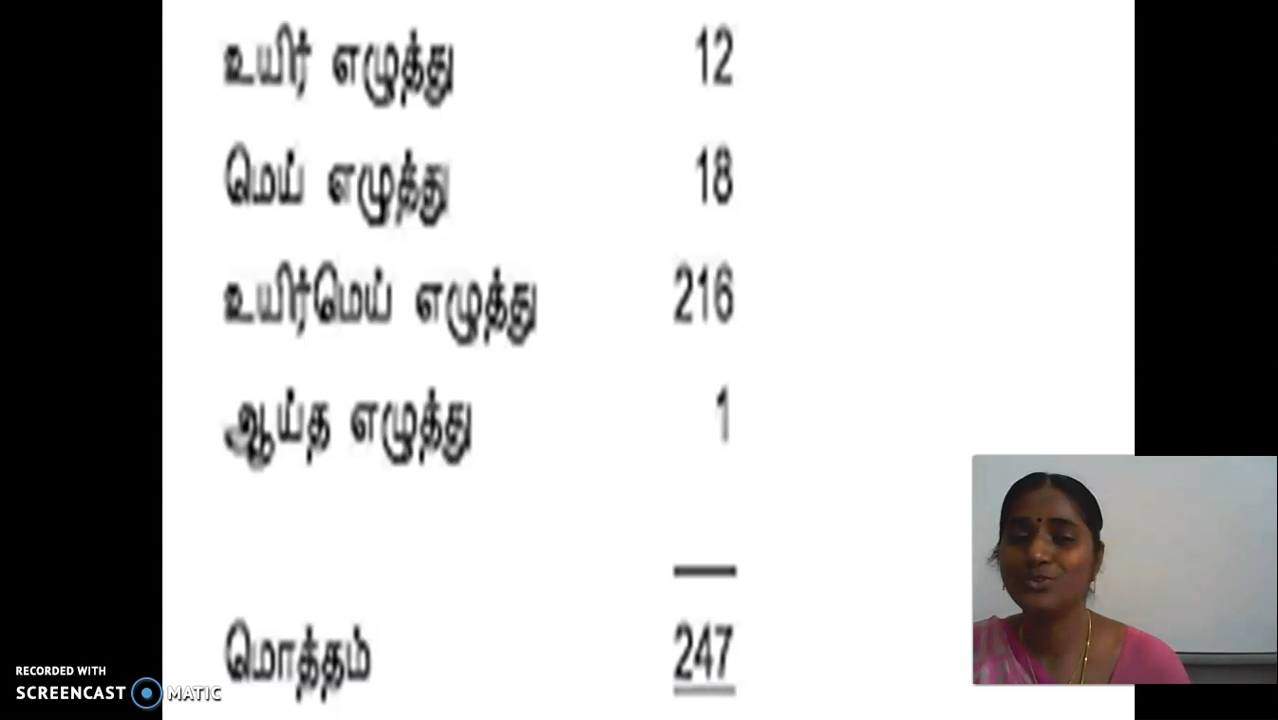 உயிர் எழுத்து 12
மெய் எழுத்து 18
உயிர்மெய் எழுத்து 216
ஆய்த எழுத்து 1
மொத்தம் 247
RECORDED WITH
SCREENCAST MATIC